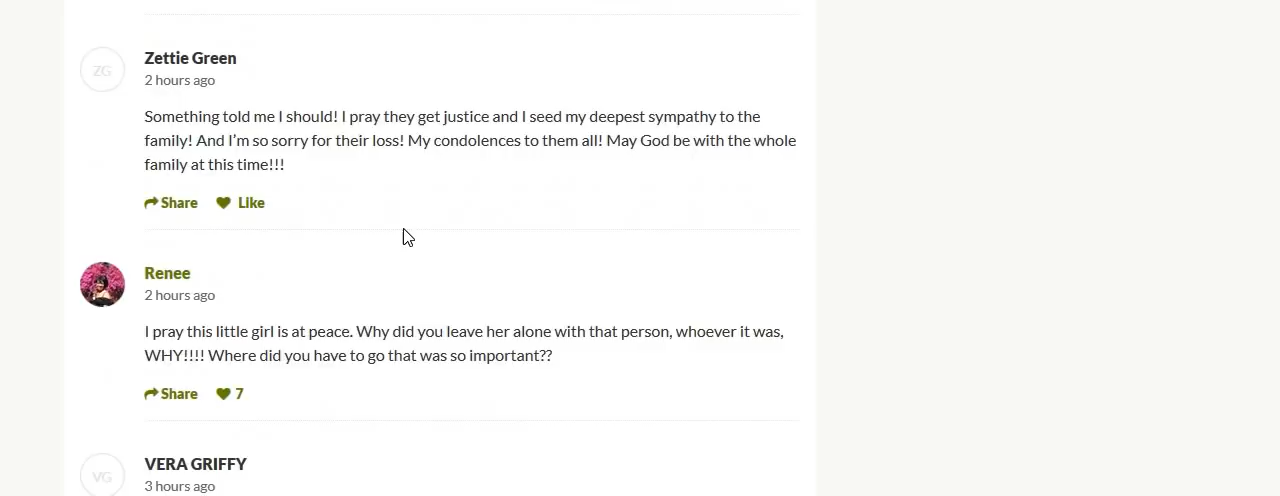 ZG
Zettie Green
2 hours ago
Something told me I should! I pray they get justice and I seed my deepest sympathy to the
family! And I'm so sorry for their loss! My condolences to them all! May God be with the whole
family at this time!!!
Share Like
Renee
2 hours ago
I pray this little girl is at peace. Why did you leave her alone with that person, whoever it was,
WHY!!!! Where did you have to go that was so important??
Share 7
VG
VERA GRIFFY
3 hours ago